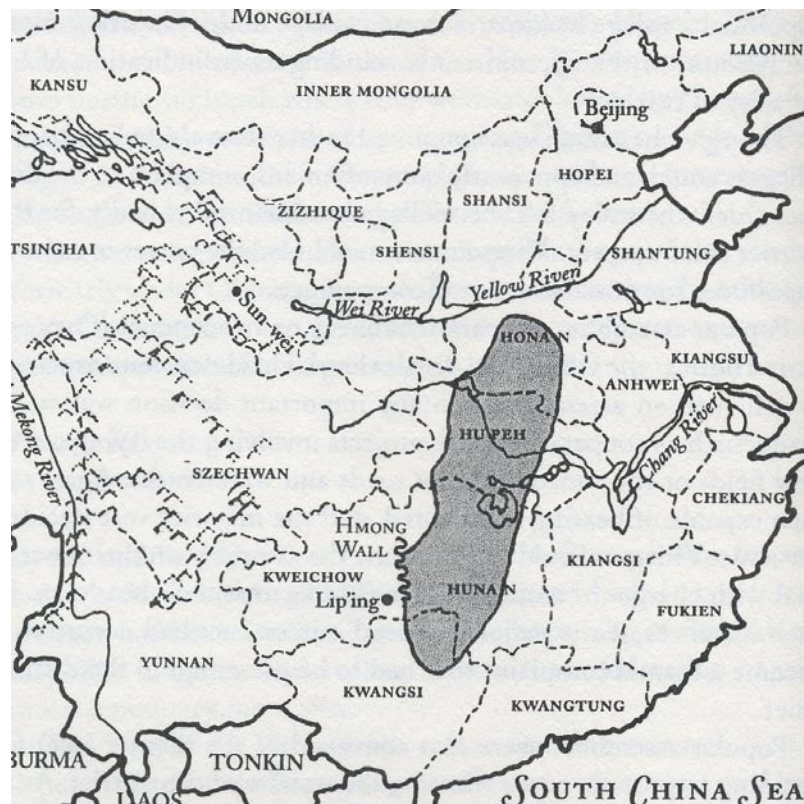 MONGOLIA
LIAONIN
KANSU
INNER MONGOLIA
Beijing
HOPEI
SHANSI
ZIZHIQUE
SHENSI
TSINGHAI
SHANTUNG
Yellow River
Wei River
Sun Wei
HONAN
KIANGSU
ANHWEI
Mekong River
HUPEH
Chang River
SZECHWAN
CHEKIANG
HMONG
WALL
KIANGSI
KWEICHOW
HUNAN
Lip'ing
FUKIEN
YUNNAN
KWANGSI
KWANGTUNG
BURMA
TONKIN
LAOS
SOUTH CHINA SEA